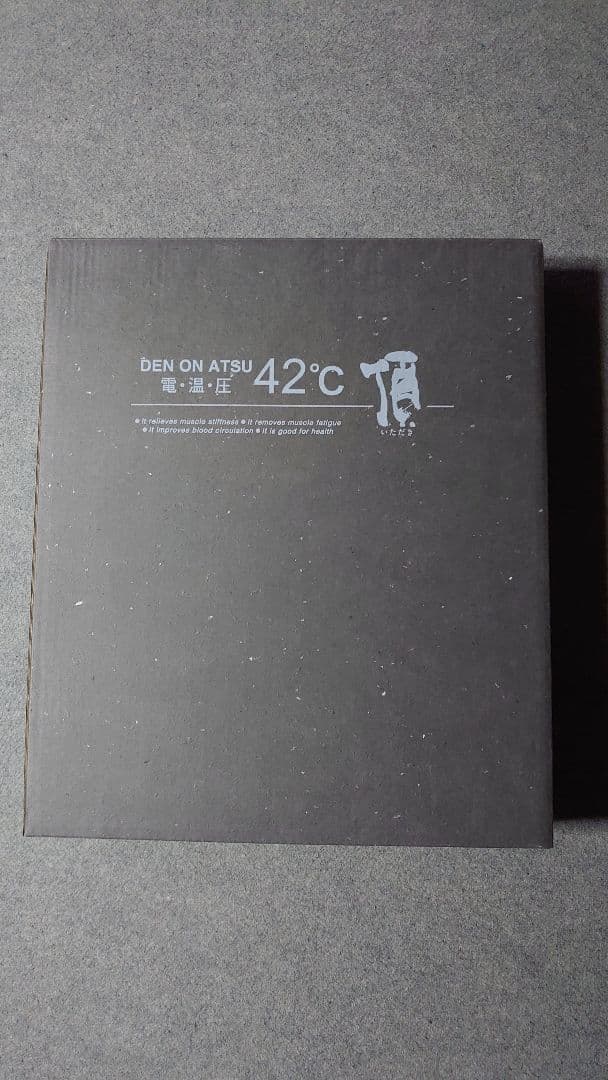 DEN ON ATSU
電・温・圧
42℃
頂
いただき
●It relieves muscle stiffness ●It removes muscle fatigue
●It improves blood circulation ●It is good for health